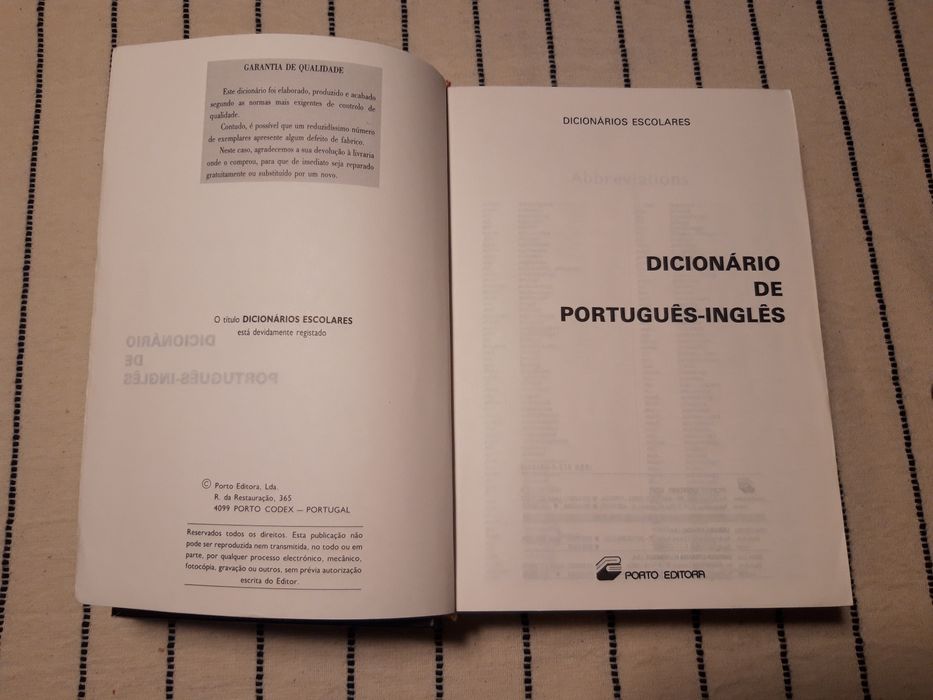 GARANTIA DE QUALIDADE
Este dicionário foi elaborado, produzido e acabado
segundo as normas mais exigentes de controlo de
qualidade.
Contudo, é possível que um reduzidíssimo número
de exemplares apresente algum defeito de fabrico.
Neste caso, agradecemos a sua devolução à livraria
onde o comprou, para que de imediato seja reparado
gratuitamente ou substituído por um novo.
O título DICIONÁRIOS ESCOLARES
está devidamente registado
DICIONÁRIO
DE
PORTUGUÊS-INGLÊS
© Porto Editora, Lda.
R. da Restauração, 365
4099 PORTO CODEX — PORTUGAL
Reservados todos os direitos. Esta publicação não
pode ser reproduzida nem transmitida, no todo ou em
parte, por qualquer processo electrónico, mecânico,
fotocópia, gravação ou outros, sem prévia autorização
escrita do Editor.
DICIONÁRIOS ESCOLARES
Abbreviations
DICIONÁRIO
DE
PORTUGUÊS-INGLÊS
PORTO EDITORA